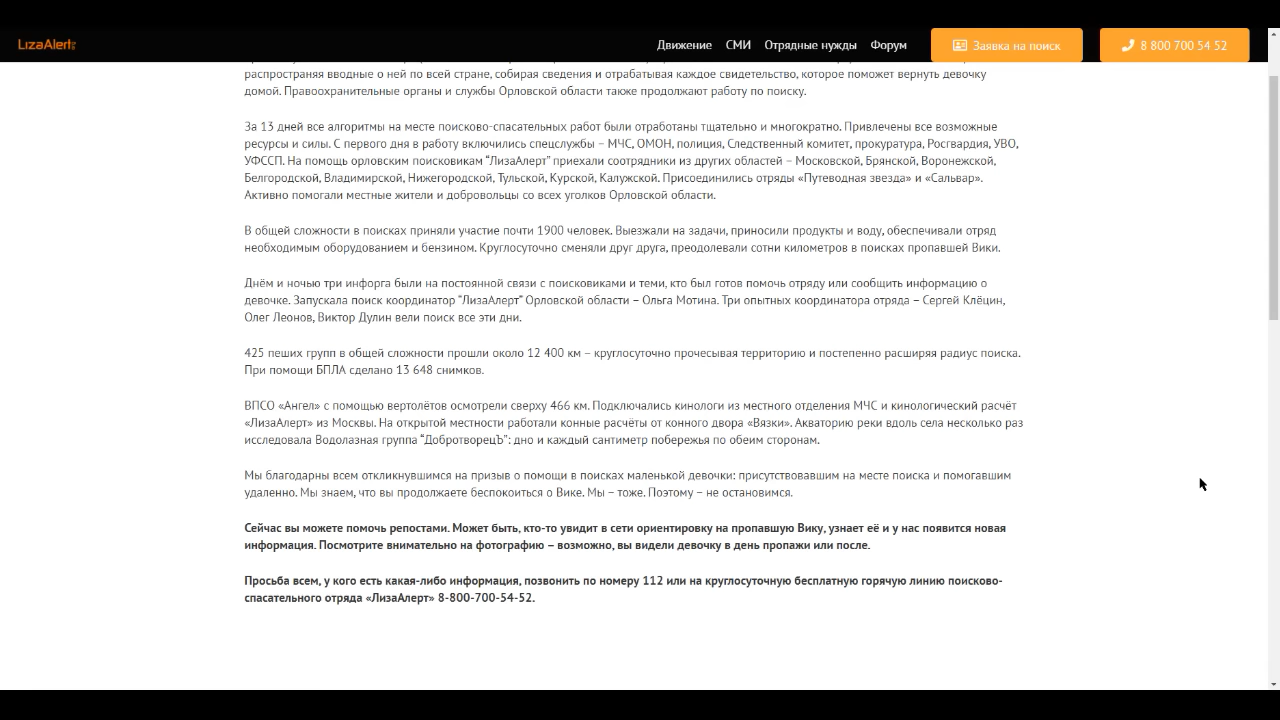 LizaAlert
Движение СМИ Отрядные нужды Форум Заявка на поиск 8 800 700 54 52
распространяя вводные о ней по всей стране, собирая сведения и отрабатывая каждое свидетельство, которое поможет вернуть девочку
домой. Правоохранительные органы и службы Орловской области также продолжают работу по поиску.
За 13 дней все алгоритмы на месте поисково-спасательных работ были отработаны тщательно и многократно. Привлечены все возможные
ресурсы и силы. С первого дня в работу включились спецслужбы – МЧС, ОМОН, полиция, Следственный комитет, прокуратура, Росгвардия, УВО,
УФССП. На помощь орловским поисковикам “ЛизаАлерт” приехали соотрядники из других областей – Московской, Брянской, Воронежской,
Белгородской, Владимирской, Нижегородской, Тульской, Курской, Калужской. Присоединились отряды «Путеводная звезда» и «Сальвар».
Активно помогали местные жители и добровольцы со всех уголков Орловской области.
В общей сложности в поисках приняли участие почти 1900 человек. Выезжали на задачи, приносили продукты и воду, обеспечивали отряд
необходимым оборудованием и бензином. Круглосуточно сменяли друг друга, преодолевали сотни километров в поисках пропавшей Вики.
Днём и ночью три инфорга были на постоянной связи с поисковиками и теми, кто был готов помочь отряду или сообщить информацию о
девочке. Запускала поиск координатор “ЛизаАлерт” Орловской области – Ольга Мотина. Три опытных координатора отряда – Сергей Клёцин,
Олег Леонов, Виктор Дулин вели поиск все эти дни.
425 пеших групп в общей сложности прошли около 12 400 км – круглосуточно прочесывая территорию и постепенно расширяя радиус поиска.
При помощи БПЛА сделано 13 648 снимков.
ВПСО «Ангел» с помощью вертолётов осмотрели сверху 466 км. Подключались кинологи из местного отделения МЧС и кинологический расчёт
«ЛизаАлерт» из Москвы. На открытой местности работали конные расчёты от конного двора «Вязки». Акваторию реки вдоль села несколько раз
исследовала Водолазная группа “ДобротворецЪ”: дно и каждый сантиметр побережья по обеим сторонам.
Мы благодарны всем откликнувшимся на призыв о помощи в поисках маленькой девочки: присутствовавшим на месте поиска и помогавшим
удаленно. Мы знаем, что вы продолжаете беспокоиться о Вике. Мы – тоже. Поэтому – не остановимся.
Сейчас вы можете помочь репостами. Может быть, кто-то увидит в сети ориентировку на пропавшую Вику, узнает её и у нас появится новая
информация. Посмотрите внимательно на фотографию – возможно, вы видели девочку в день пропажи или после.
Просьба всем, у кого есть какая-либо информация, позвонить по номеру 112 или на круглосуточную бесплатную горячую линию поисково-
спасательного отряда «ЛизаАлерт» 8-800-700-54-52.